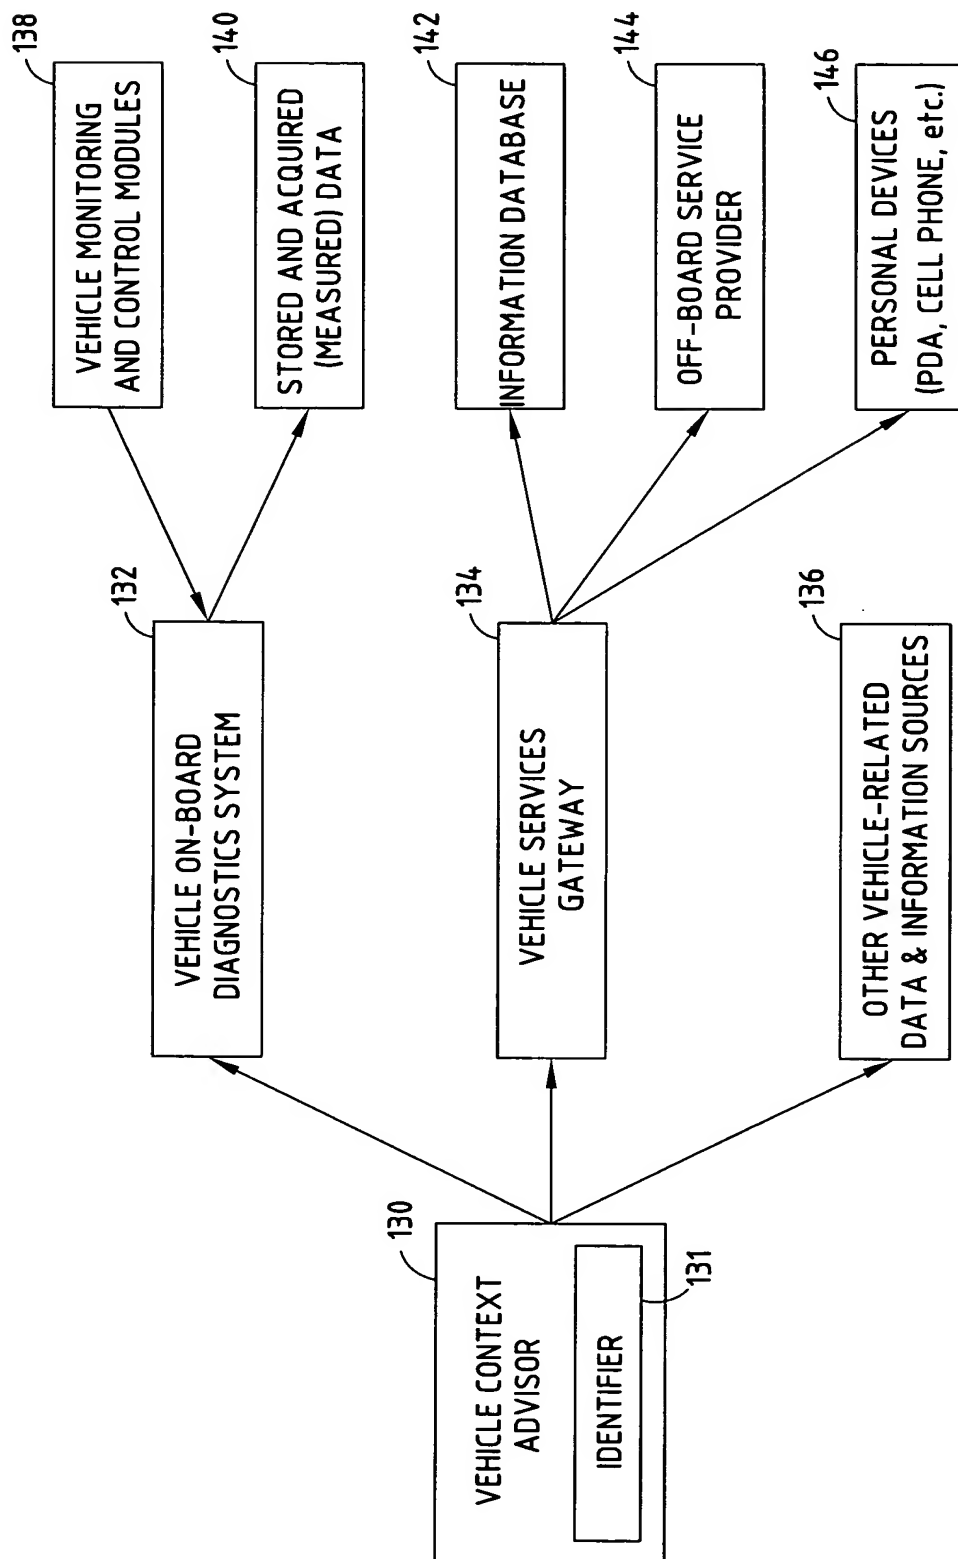 130
VEHICLE CONTEXT
ADVISOR
IDENTIFIER
131
132
VEHICLE ON-BOARD
DIAGNOSTICS SYSTEM
134
VEHICLE SERVICES
GATEWAY
136
OTHER VEHICLE-RELATED
DATA & INFORMATION SOURCES
138
VEHICLE MONITORING
AND CONTROL MODULES
140
STORED AND ACQUIRED
(MEASURED) DATA
142
INFORMATION DATABASE
144
OFF-BOARD SERVICE
PROVIDER
146
PERSONAL DEVICES
(PDA, CELL PHONE, etc.)